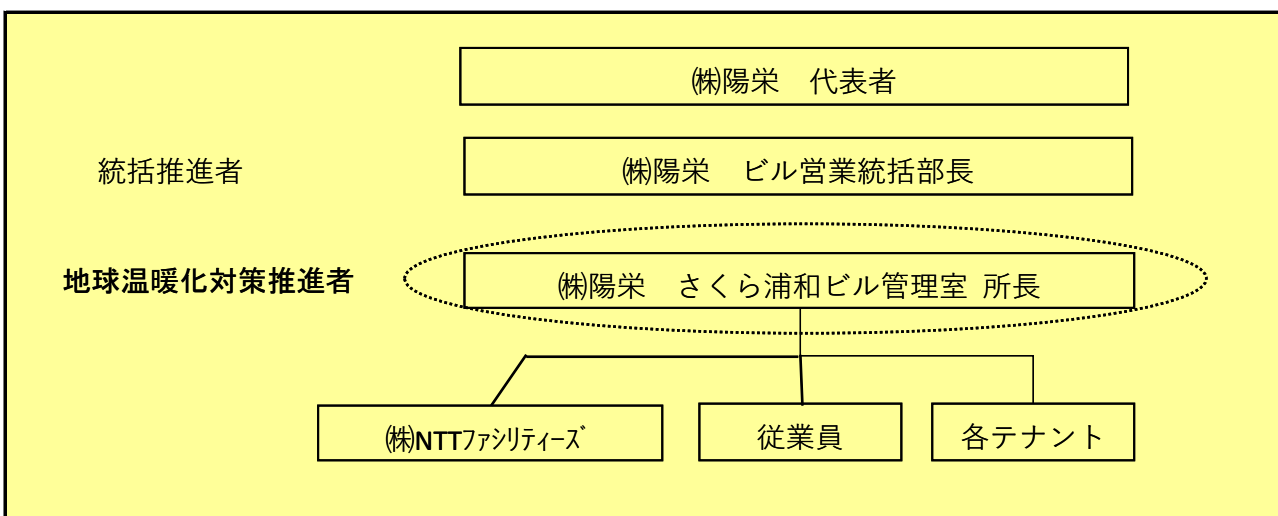 ㈱陽栄　代表者
統括推進者
㈱陽栄　ビル営業統括部長
地球温暖化対策推進者
㈱陽栄　さくら浦和ビル管理室 所長
㈱NTTﾌｧｼﾘﾃｨｰｽﾞ
従業員
各テナント